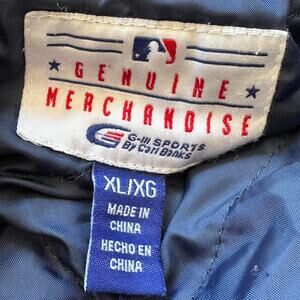 GENUINE
MERCHANDISE
G-III SPORTS
By Carl Banks
XL/XG
MADE IN
CHINA
HECHO EN
CHINA